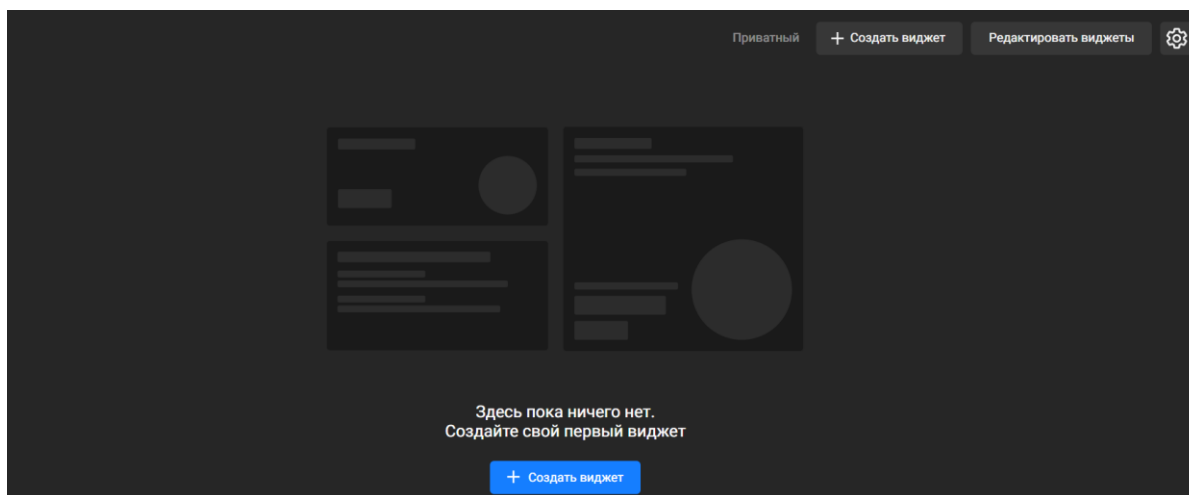 Приватный
+ Создать виджет
Редактировать виджеты
Здесь пока ничего нет.
Создайте свой первый виджет
+ Создать виджет